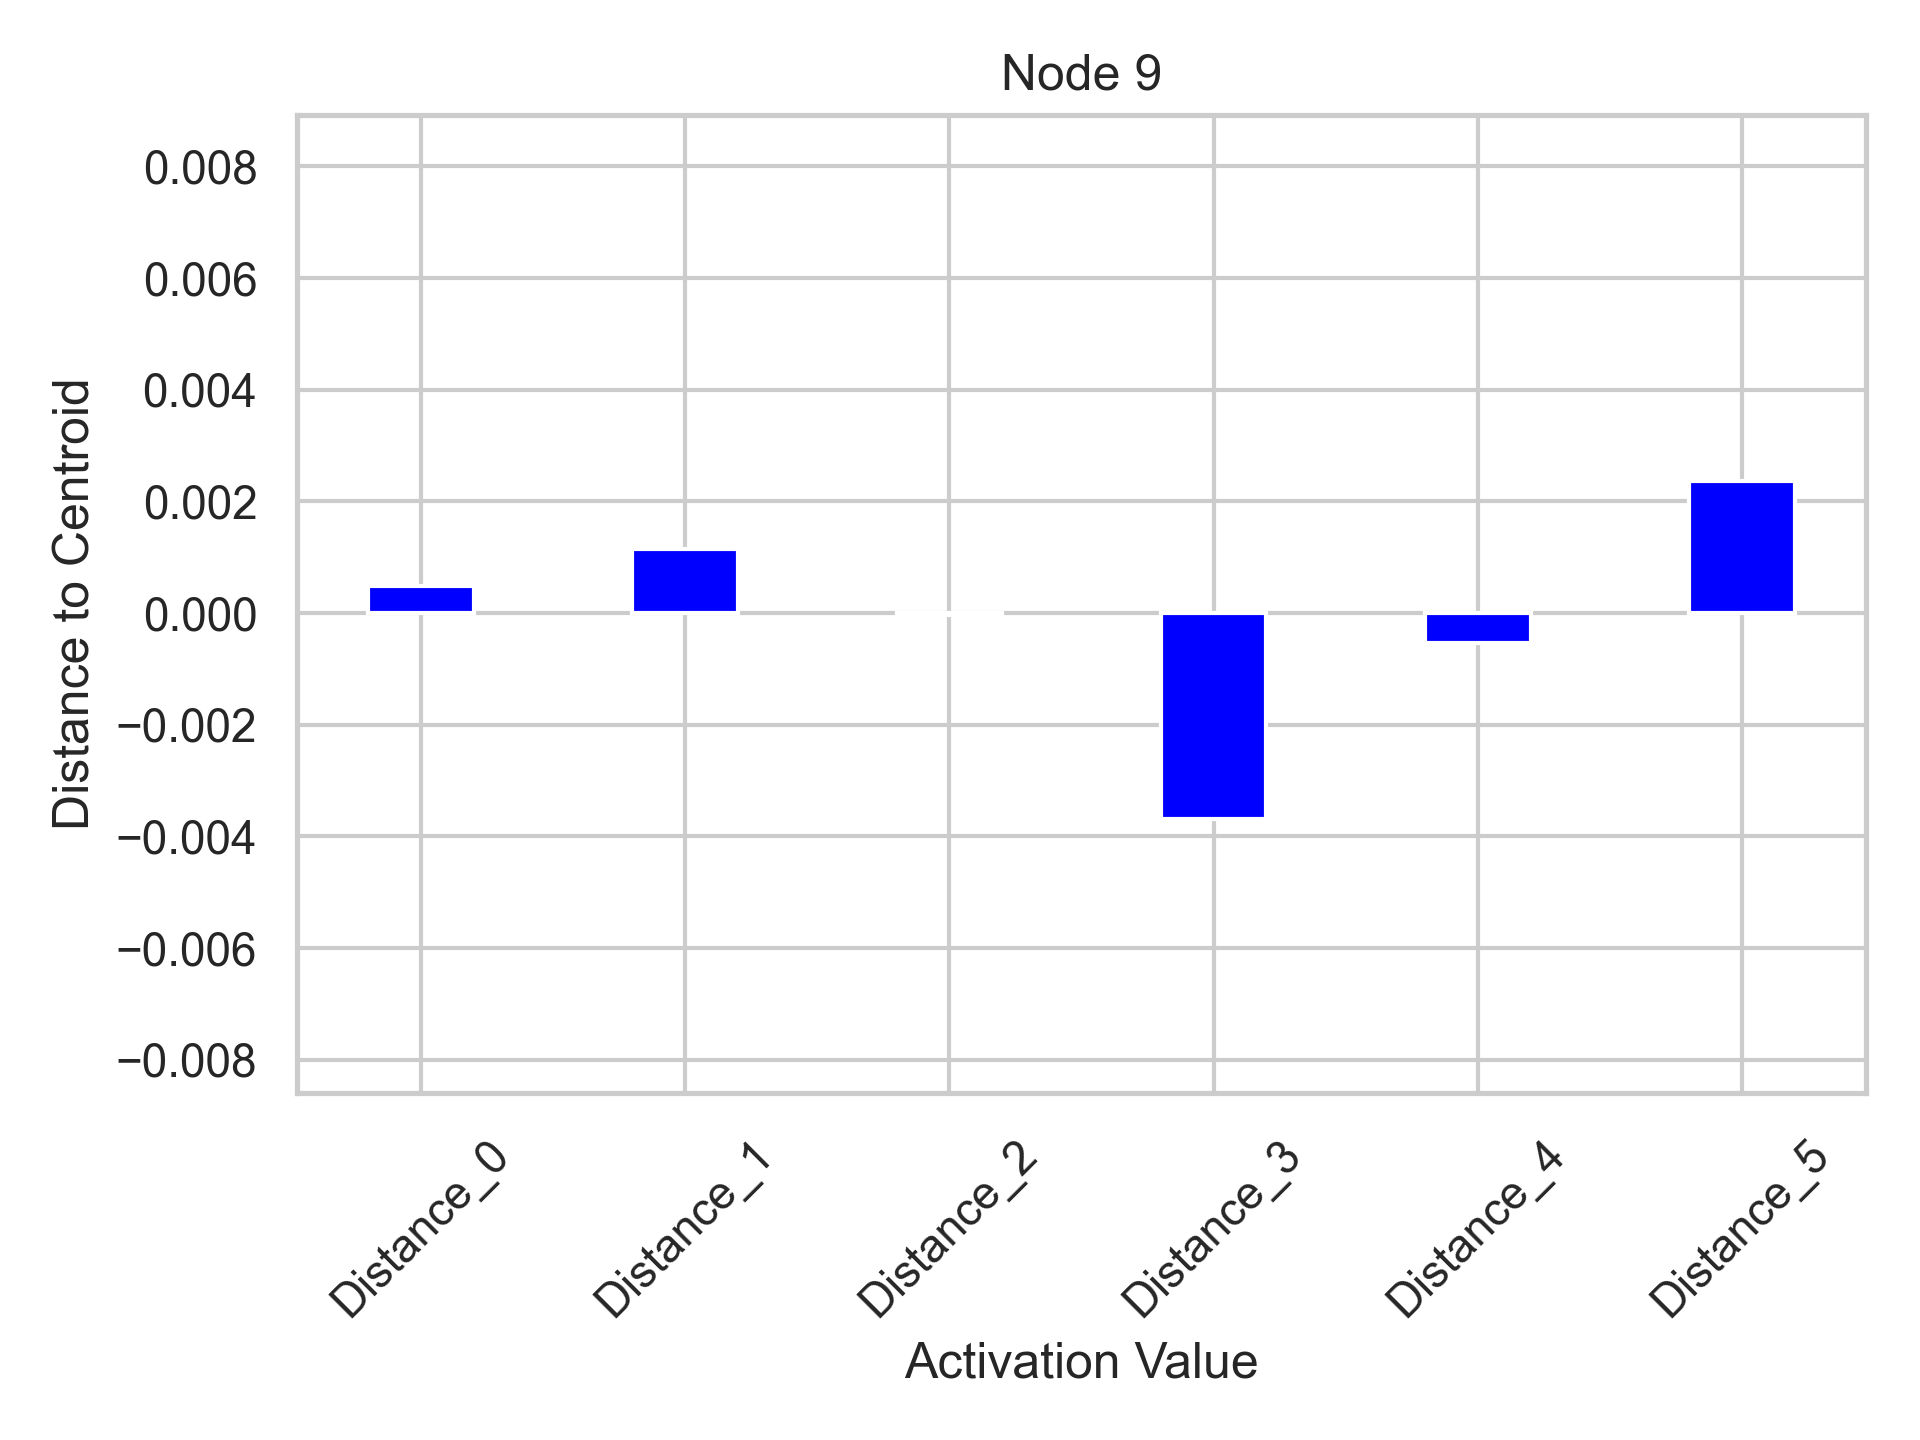 Node 9
0.008
0.006
0.004
0.002
0.000
−0.002
−0.004
−0.006
−0.008
Distance to Centroid
Distance_0
Distance_1
Distance_2
Distance_3
Distance_4
Distance_5
Activation Value